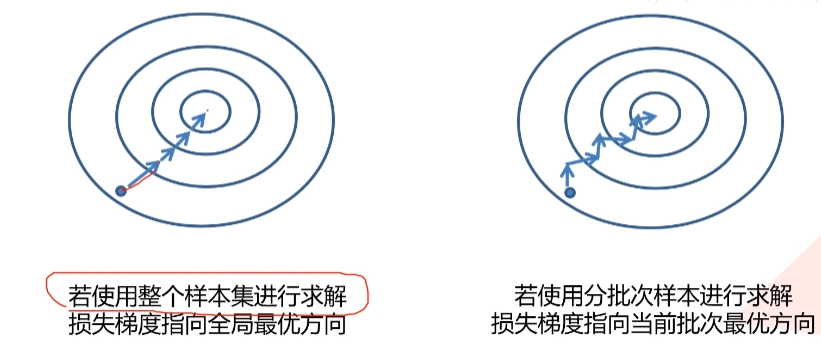 若使用整个样本集进行求解
损失梯度指向全局最优方向
若使用分批次样本进行求解
损失梯度指向当前批次最优方向